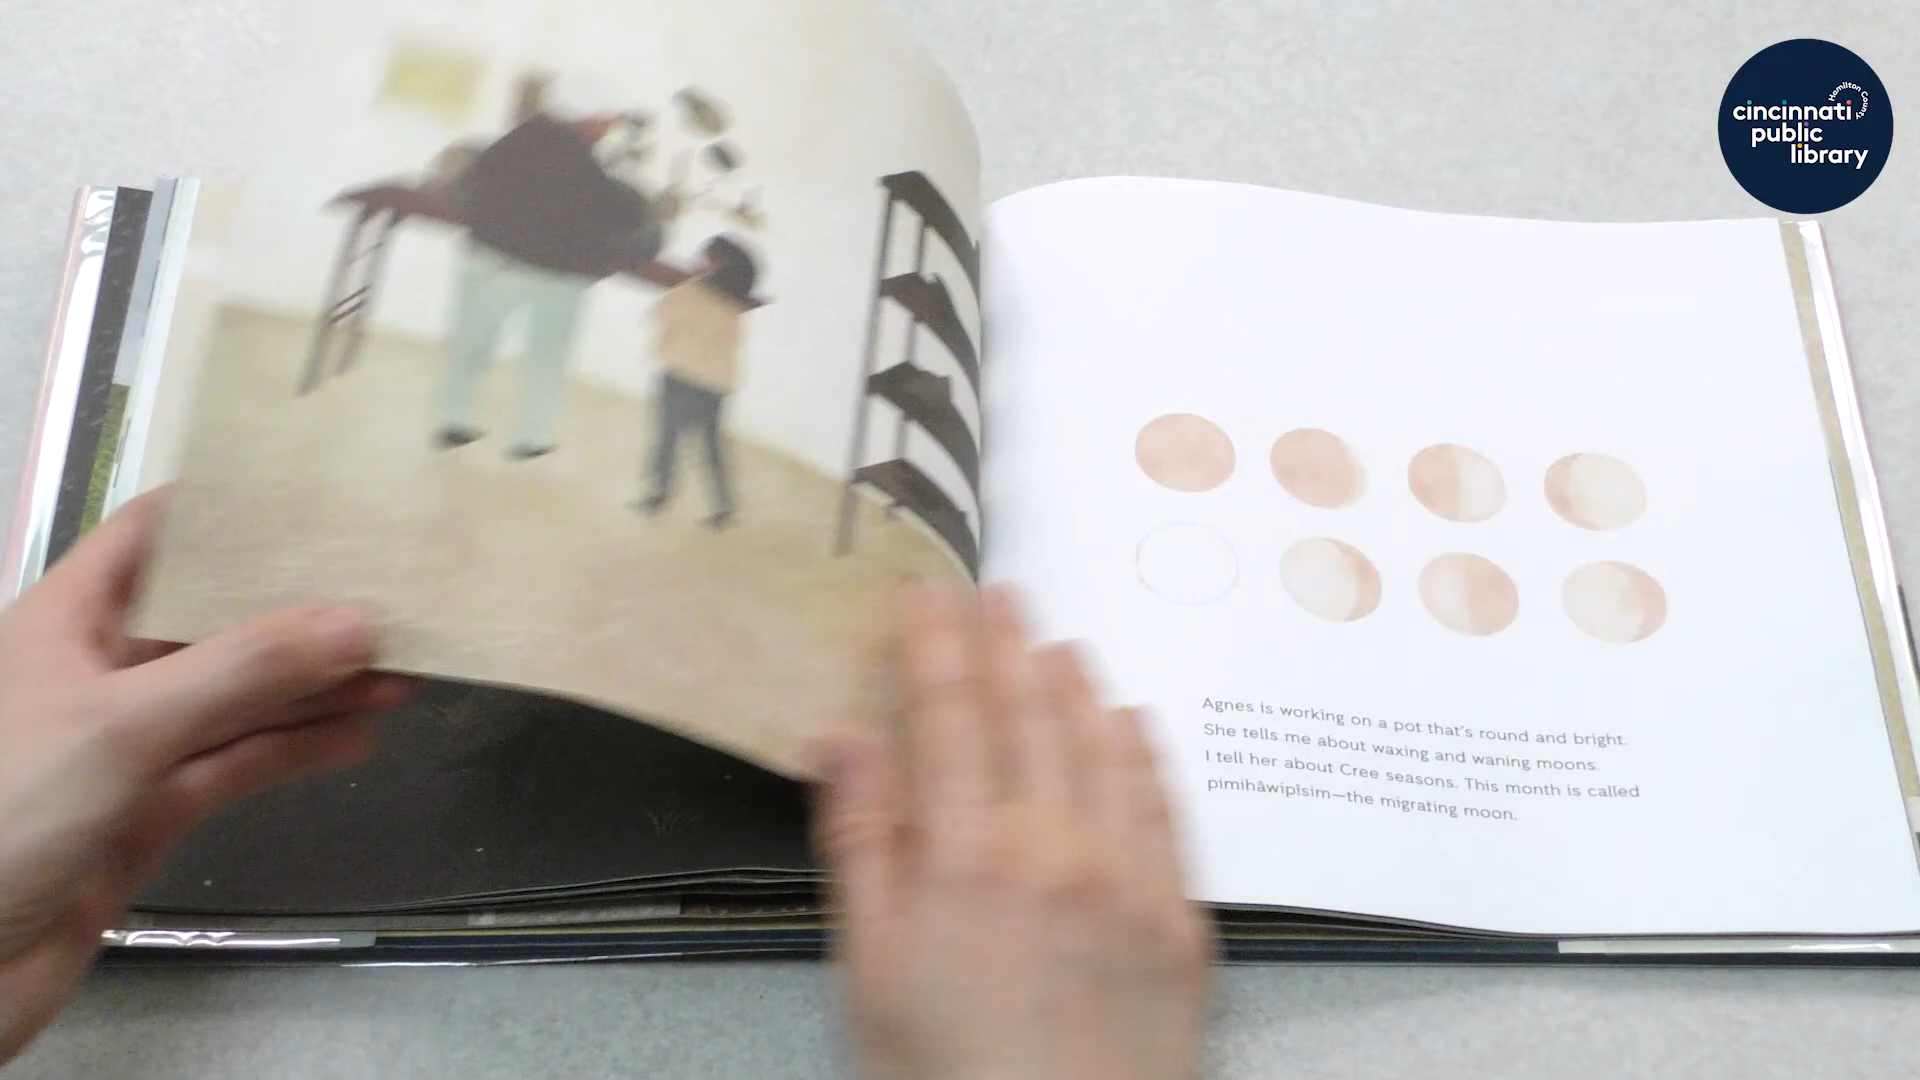 Hamilton County
cincinnati
public
library
Agnes is working on a pot that's round and bright.
She tells me about waxing and waning moons.
I tell her about Cree seasons. This month is called
pimihâwipîsim—the migrating moon.